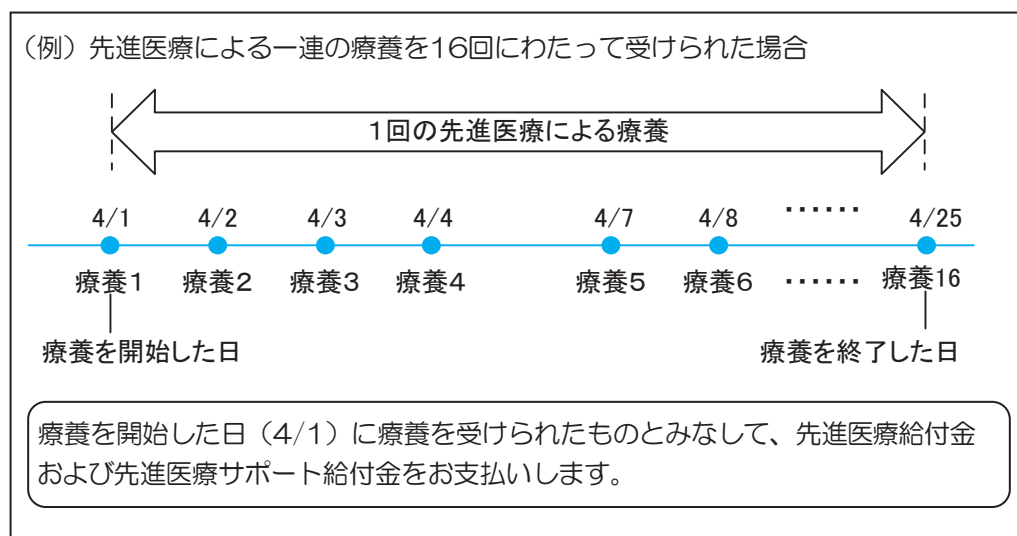 (例)先進医療による一連の療養を16回にわたって受けられた場合
1回の先進医療による療養
4/1 4/2 4/3 4/4 4/7 4/8 …… 4/25
療養1 療養2 療養3 療養4 療養5 療養6 …… 療養16
療養を開始した日 療養を終了した日
療養を開始した日(4/1)に療養を受けられたものとみなして、先進医療給付金
および先進医療サポート給付金をお支払いします。